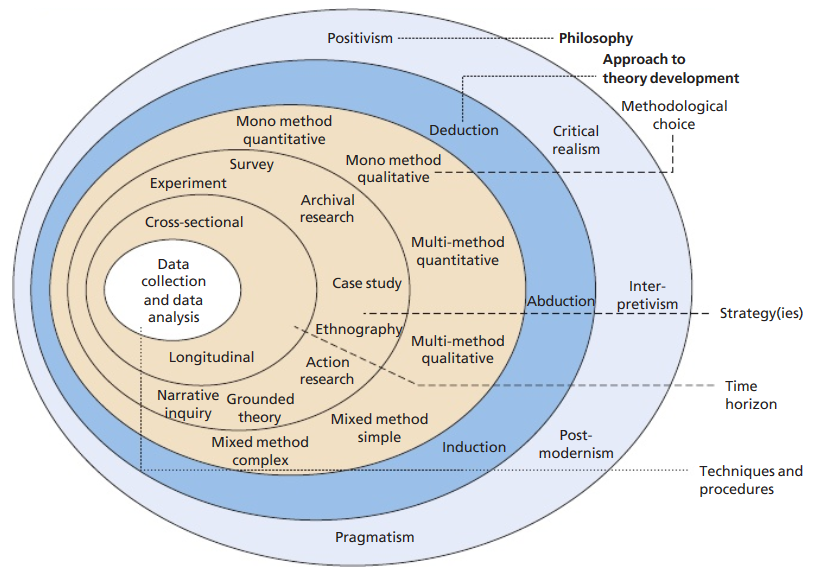 Positivism
Philosophy
Approach to
theory development
Methodological
choice
Mono method
quantitative
Deduction
Critical
realism
Survey
Mono method
qualitative
Experiment
Archival
research
Cross-sectional
Multi-method
quantitative
Data
collection
and data
analysis
Case study
Inter-
pretivism
Abduction
Strategy(ies)
Ethnography
Multi-method
qualitative
Longitudinal
Action
research
Time
horizon
Narrative
inquiry
Grounded
theory
Mixed method
simple
Mixed method
complex
Induction
Post-
modernism
Techniques and
procedures
Pragmatism